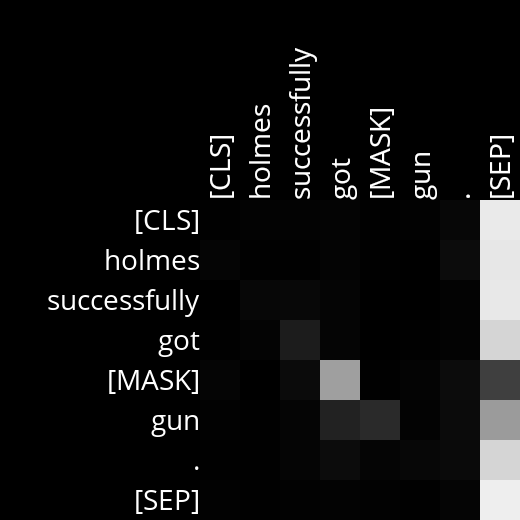 [CLS]
holmes
successfully
got
[MASK]
gun
.
[SEP]
[CLS]
holmes
successfully
got
[MASK]
gun
.
[SEP]